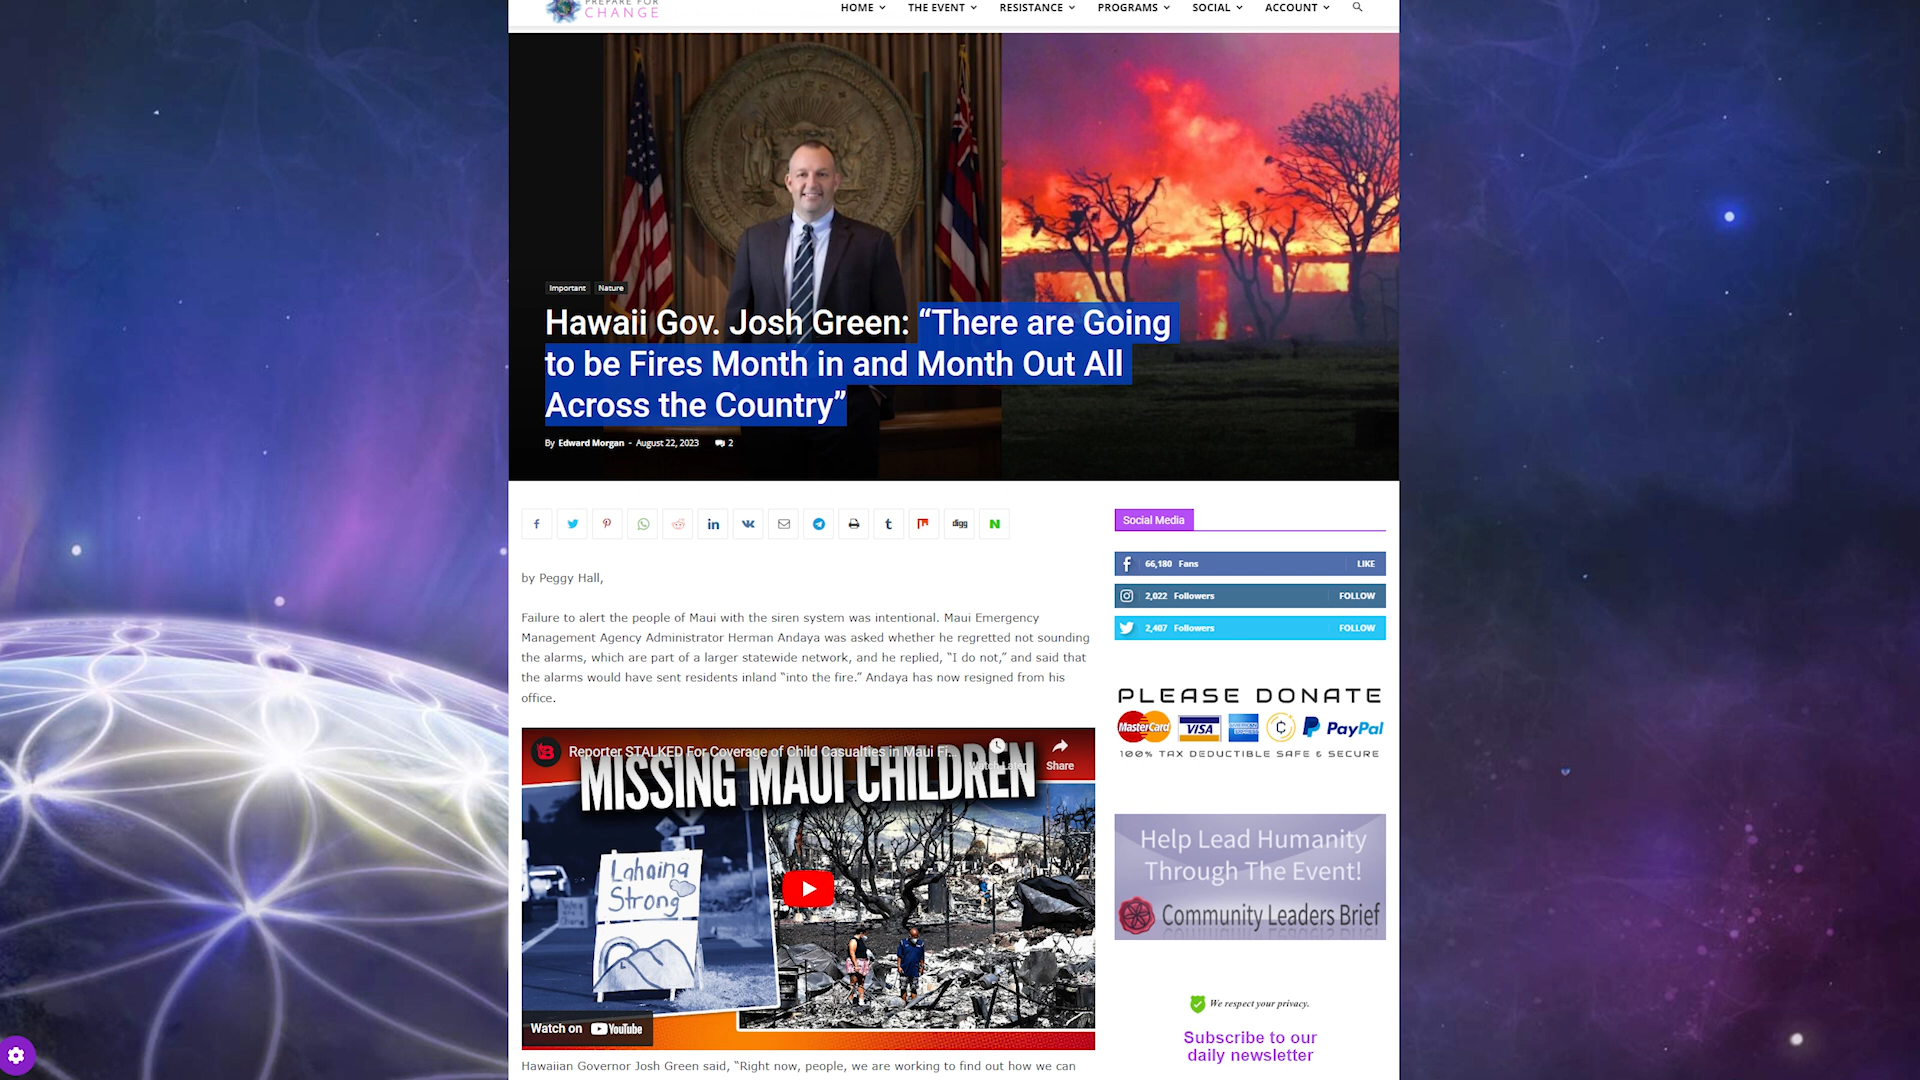 PREPARE FOR
CHANGE
HOME
THE EVENT
RESISTANCE
PROGRAMS
SOCIAL
ACCOUNT
Important
Nature
Hawaii Gov. Josh Green: “There are Going
to be Fires Month in and Month Out All
Across the Country”
By Edward Morgan - August 22, 2023 2
digg
by Peggy Hall,
Failure to alert the people of Maui with the siren system was intentional. Maui Emergency
Management Agency Administrator Herman Andaya was asked whether he regretted not sounding
the alarms, which are part of a larger statewide network, and he replied, “I do not,” and said that
the alarms would have sent residents inland “into the fire.” Andaya has now resigned from his
office.
Reporter STALKED For Coverage of Child Casualties in Maui Fi...
Watch Later
Share
MISSING MAUI CHILDREN
Lahaina
Strong
Watch on YouTube
Hawaiian Governor Josh Green said, “Right now, people, we are working to find out how we can
Social Media
66,180 Fans LIKE
2,022 Followers FOLLOW
2,407 Followers FOLLOW
PLEASE DONATE
MasterCard VISA PayPal
100% TAX DEDUCTIBLE SAFE & SECURE
Help Lead Humanity
Through The Event!
Community Leaders Brief
We respect your privacy.
Subscribe to our
daily newsletter